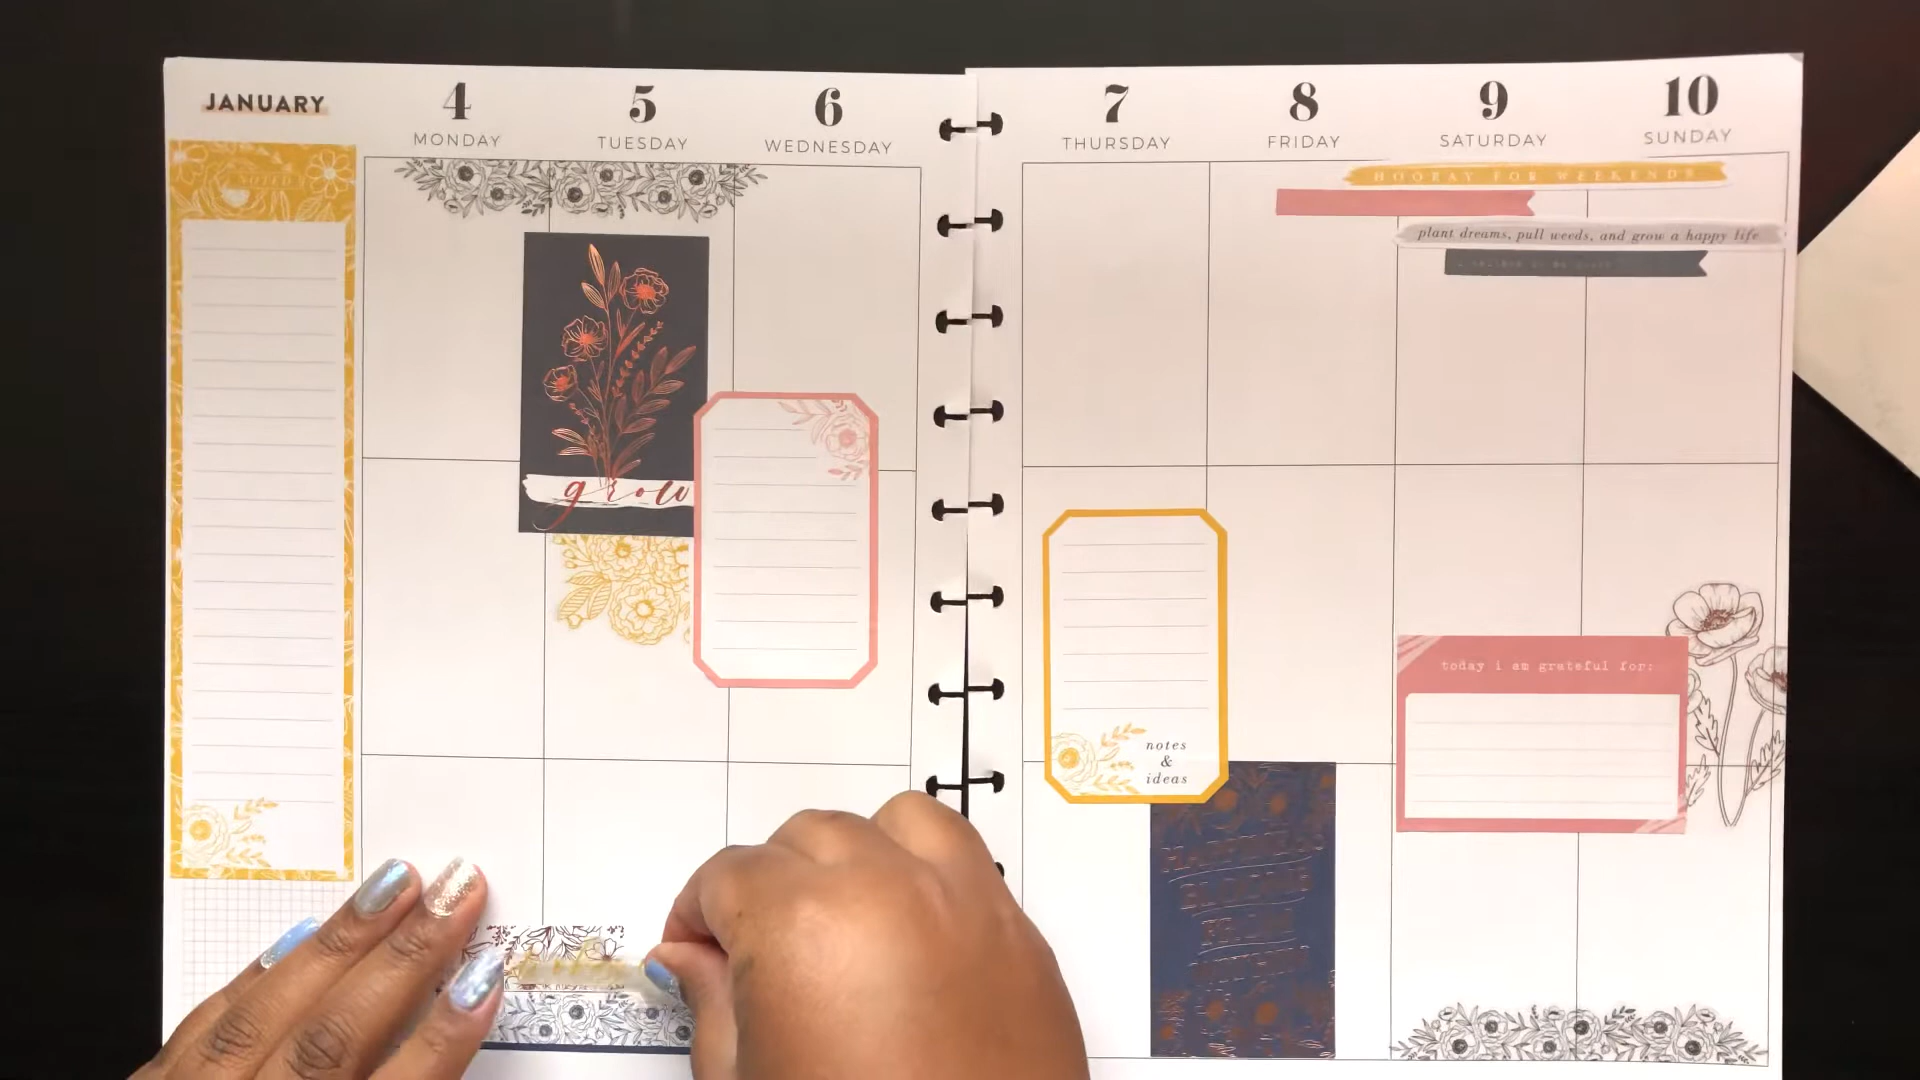 JANUARY
4
MONDAY
5
TUESDAY
6
WEDNESDAY
7
THURSDAY
8
FRIDAY
9
SATURDAY
10
SUNDAY
NOTES
HOORAY FOR WEEKENDS
plant dreams, pull weeds, and grow a happy life
grow
notes
&
ideas
today i am grateful for: